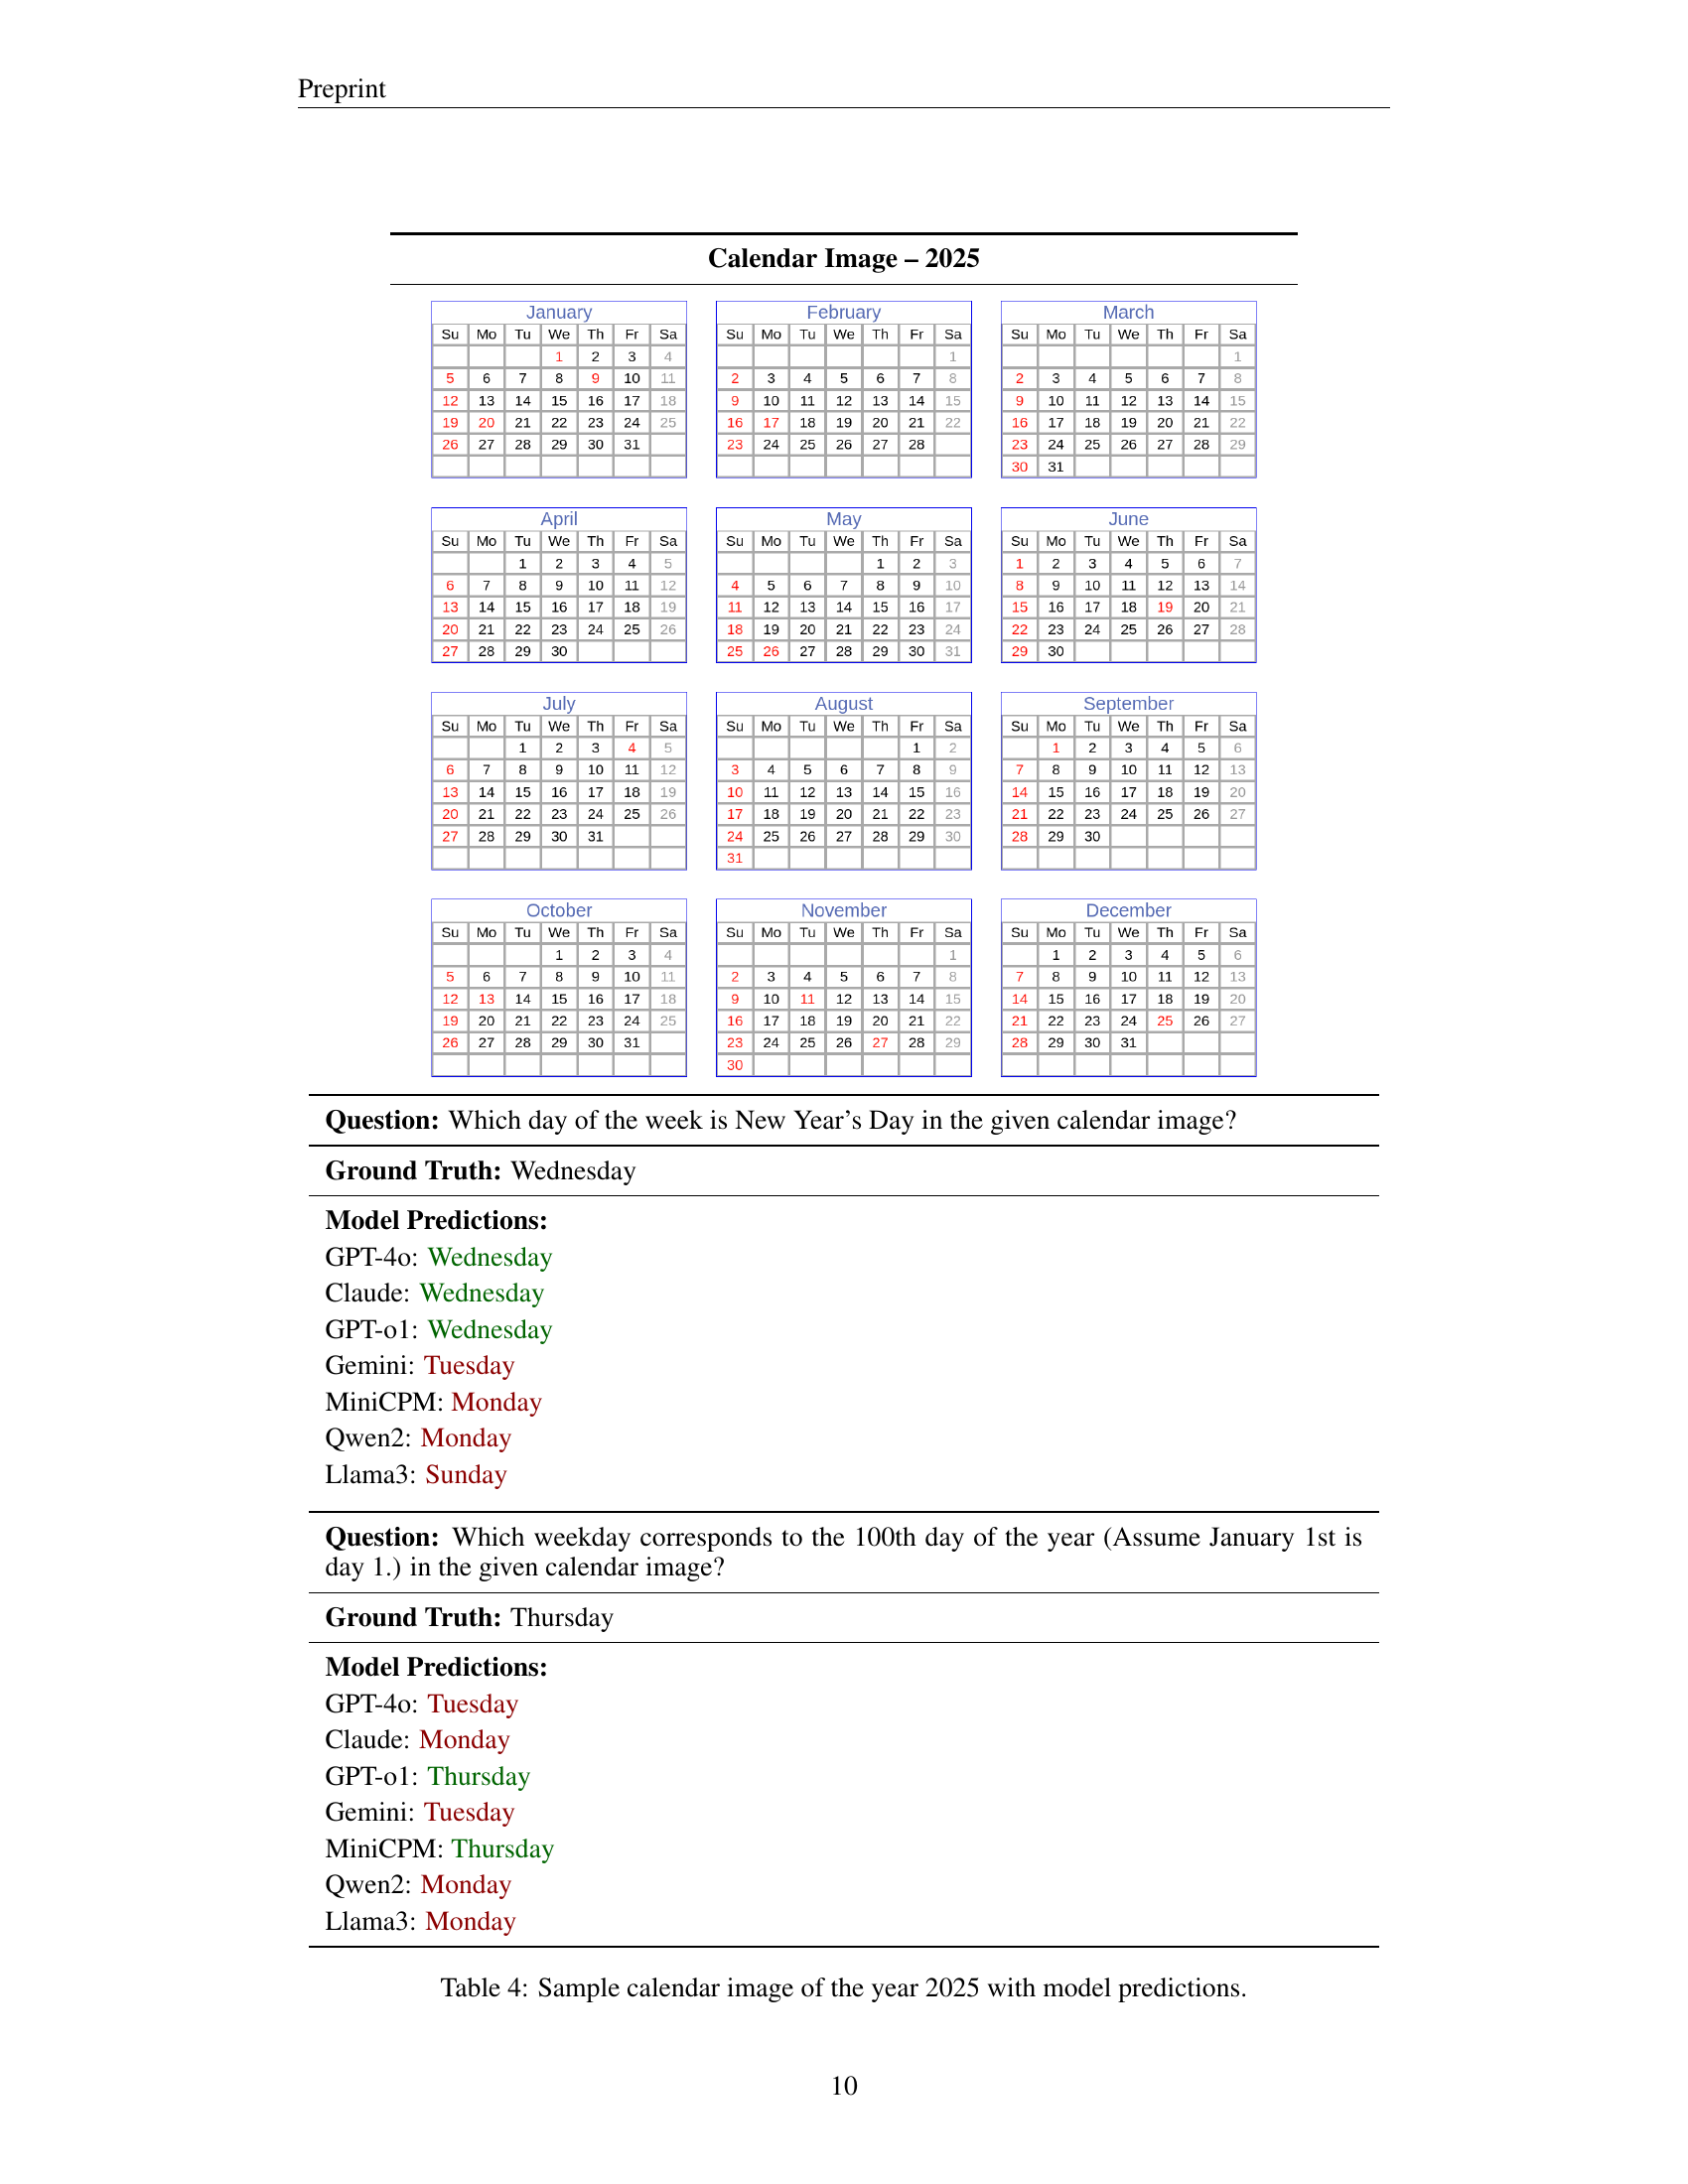 Preprint
Calendar Image – 2025
January
Su Mo Tu We Th Fr Sa
1 2 3 4
5 6 7 8 9 10 11
12 13 14 15 16 17 18
19 20 21 22 23 24 25
26 27 28 29 30 31
February
Su Mo Tu We Th Fr Sa
1
2 3 4 5 6 7 8
9 10 11 12 13 14 15
16 17 18 19 20 21 22
23 24 25 26 27 28
March
Su Mo Tu We Th Fr Sa
1
2 3 4 5 6 7 8
9 10 11 12 13 14 15
16 17 18 19 20 21 22
23 24 25 26 27 28 29
30 31
April
Su Mo Tu We Th Fr Sa
1 2 3 4 5
6 7 8 9 10 11 12
13 14 15 16 17 18 19
20 21 22 23 24 25 26
27 28 29 30
May
Su Mo Tu We Th Fr Sa
1 2 3
4 5 6 7 8 9 10
11 12 13 14 15 16 17
18 19 20 21 22 23 24
25 26 27 28 29 30 31
June
Su Mo Tu We Th Fr Sa
1 2 3 4 5 6 7
8 9 10 11 12 13 14
15 16 17 18 19 20 21
22 23 24 25 26 27 28
29 30
July
Su Mo Tu We Th Fr Sa
1 2 3 4 5
6 7 8 9 10 11 12
13 14 15 16 17 18 19
20 21 22 23 24 25 26
27 28 29 30 31
August
Su Mo Tu We Th Fr Sa
1 2
3 4 5 6 7 8 9
10 11 12 13 14 15 16
17 18 19 20 21 22 23
24 25 26 27 28 29 30
31
September
Su Mo Tu We Th Fr Sa
1 2 3 4 5 6
7 8 9 10 11 12 13
14 15 16 17 18 19 20
21 22 23 24 25 26 27
28 29 30
October
Su Mo Tu We Th Fr Sa
1 2 3 4
5 6 7 8 9 10 11
12 13 14 15 16 17 18
19 20 21 22 23 24 25
26 27 28 29 30 31
November
Su Mo Tu We Th Fr Sa
1
2 3 4 5 6 7 8
9 10 11 12 13 14 15
16 17 18 19 20 21 22
23 24 25 26 27 28 29
30
December
Su Mo Tu We Th Fr Sa
1 2 3 4 5 6
7 8 9 10 11 12 13
14 15 16 17 18 19 20
21 22 23 24 25 26 27
28 29 30 31
Question: Which day of the week is New Year’s Day in the given calendar image?
Ground Truth: Wednesday
Model Predictions:
GPT-4o: Wednesday
Claude: Wednesday
GPT-o1: Wednesday
Gemini: Tuesday
MiniCPM: Monday
Qwen2: Monday
Llama3: Sunday
Question: Which weekday corresponds to the 100th day of the year (Assume January 1st is
day 1.) in the given calendar image?
Ground Truth: Thursday
Model Predictions:
GPT-4o: Tuesday
Claude: Monday
GPT-o1: Thursday
Gemini: Tuesday
MiniCPM: Thursday
Qwen2: Monday
Llama3: Monday
Table 4: Sample calendar image of the year 2025 with model predictions.
10